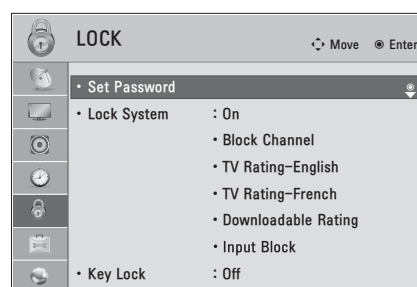 LOCK
Move Enter
• Set Password
• Lock System : On
• Block Channel
• TV Rating-English
• TV Rating-French
• Downloadable Rating
• Input Block
• Key Lock : Off